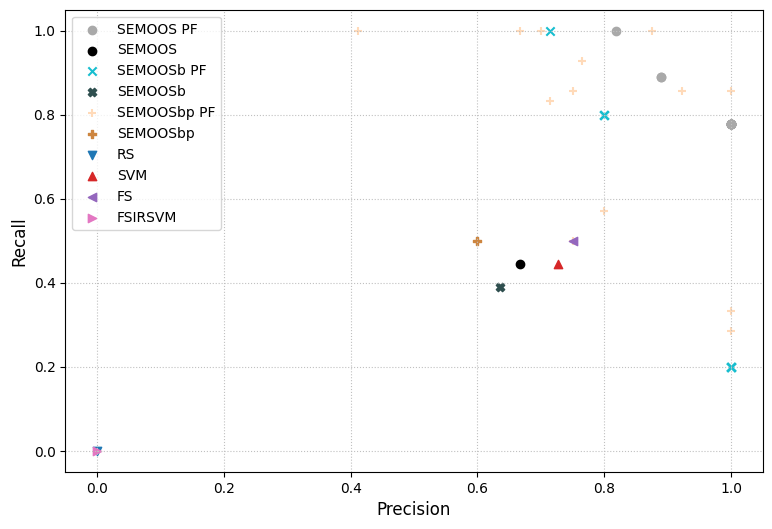 SEMOOS PF
SEMOOS
SEMOOSb PF
SEMOOSb
SEMOOSbp PF
SEMOOSbp
RS
SVM
FS
FSIRSVM
1.0
0.8
0.6
0.4
0.2
0.0
Recall
0.0 0.2 0.4 0.6 0.8 1.0
Precision